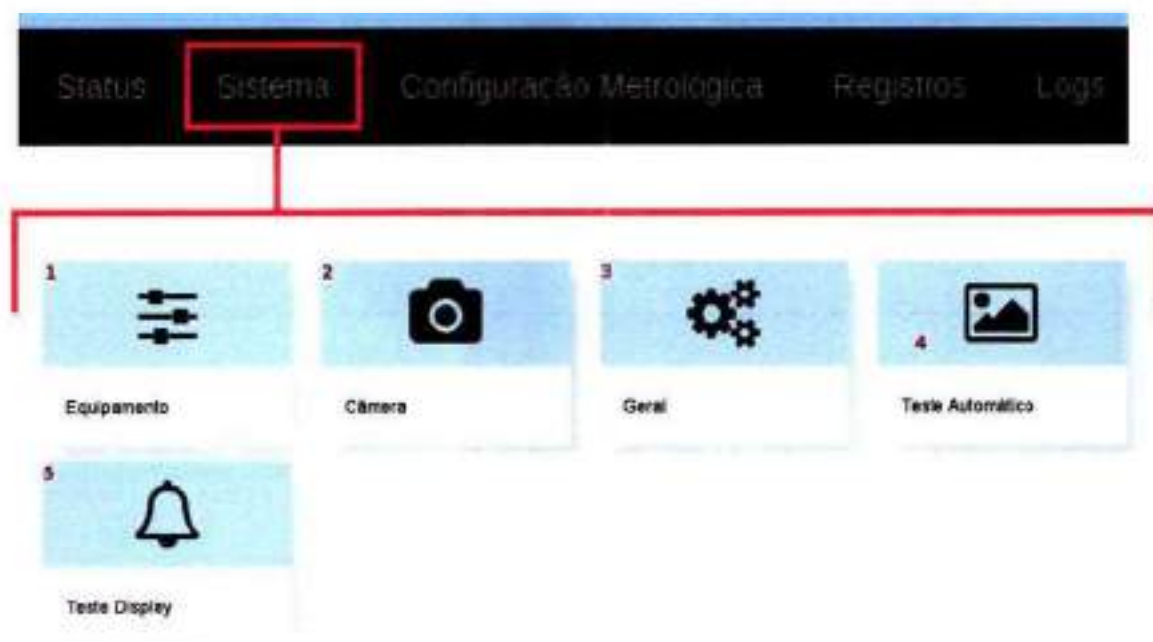 Status Sistema Configuração Metrológica Registros Logs
1 2 3 4
Equipamento Câmera Geral Teste Automático
5
Teste Display